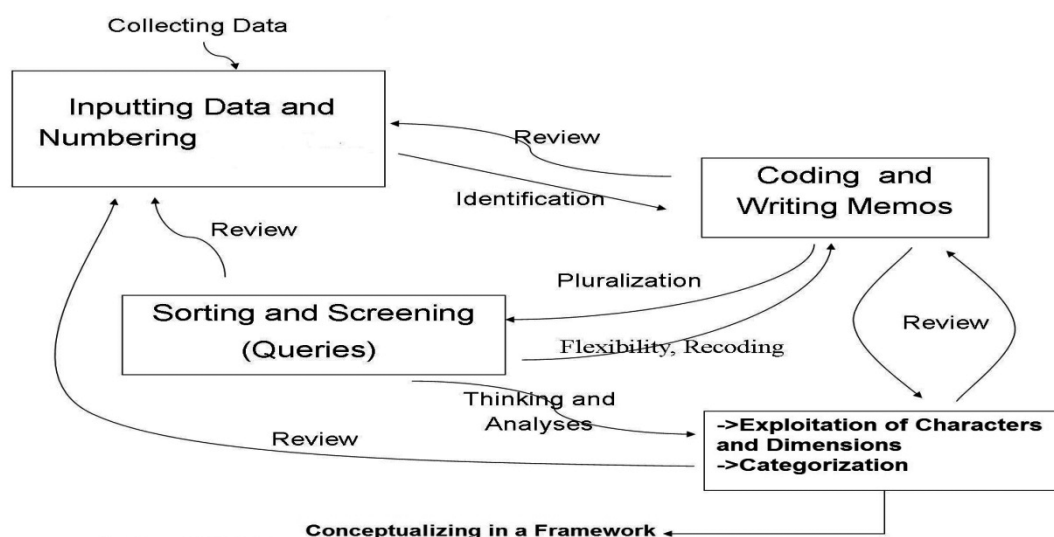 Collecting Data
Inputting Data and
Numbering
Review
Identification
Coding and
Writing Memos
Review
Pluralization
Sorting and Screening
(Queries)
Flexibility, Recoding
Review
Thinking and
Analyses
Review
->Exploitation of Characters
and Dimensions
->Categorization
Conceptualizing in a Framework